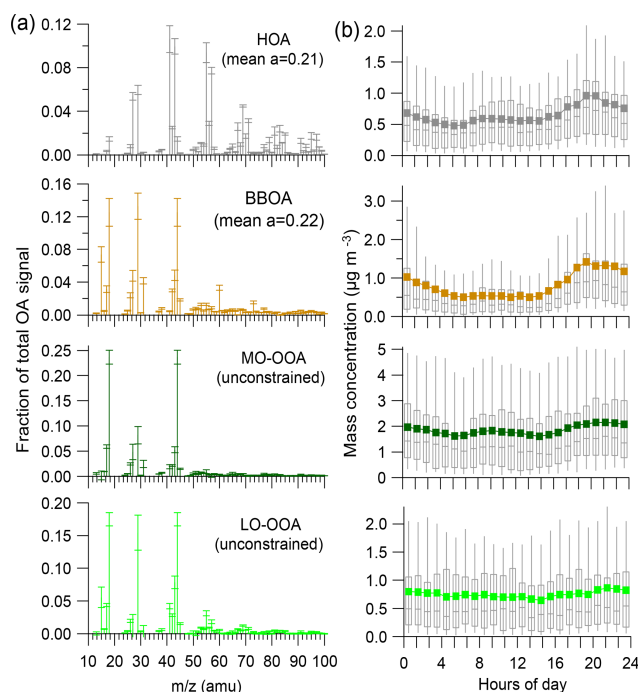 (a)
(b)
Fraction of total OA signal
0.12
0.08
0.04
0.00
HOA
(mean a=0.21)
0.16
0.12
0.08
0.04
0.00
BBOA
(mean a=0.22)
0.25
0.20
0.15
0.10
0.05
0.00
MO-OOA
(unconstrained)
0.20
0.15
0.10
0.05
0.00
LO-OOA
(unconstrained)
10 20 30 40 50 60 70 80 90 100
m/z (amu)
Mass concentration (µg m⁻³)
2.0
1.5
1.0
0.5
0.0
3.0
2.0
1.0
0.0
5
4
3
2
1
0
2.0
1.5
1.0
0.5
0.0
0 4 8 12 16 20 24
Hours of day